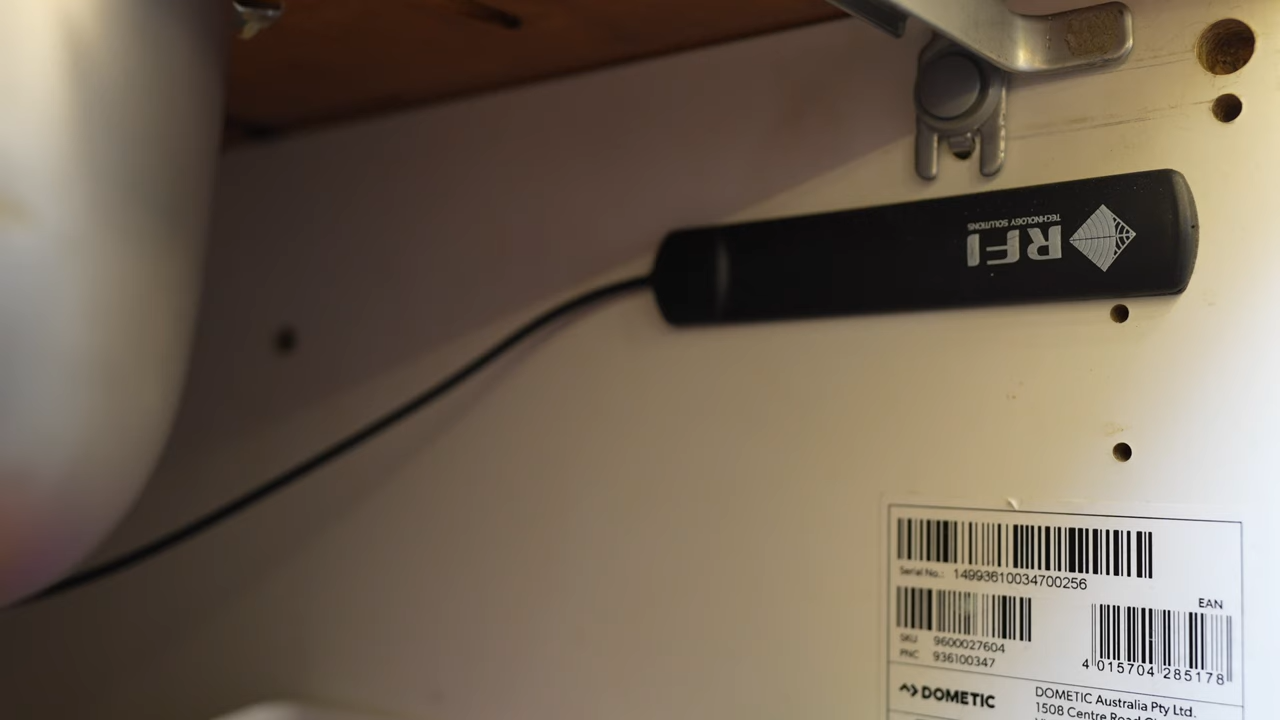 RFI
TECHNOLOGY SOLUTIONS
Serial No.: 14993610034700256
EAN
SKU 9600027604
PNC 936100347
4 015704 285178
DOMETIC
DOMETIC Australia Pty Ltd.
1508 Centre Road